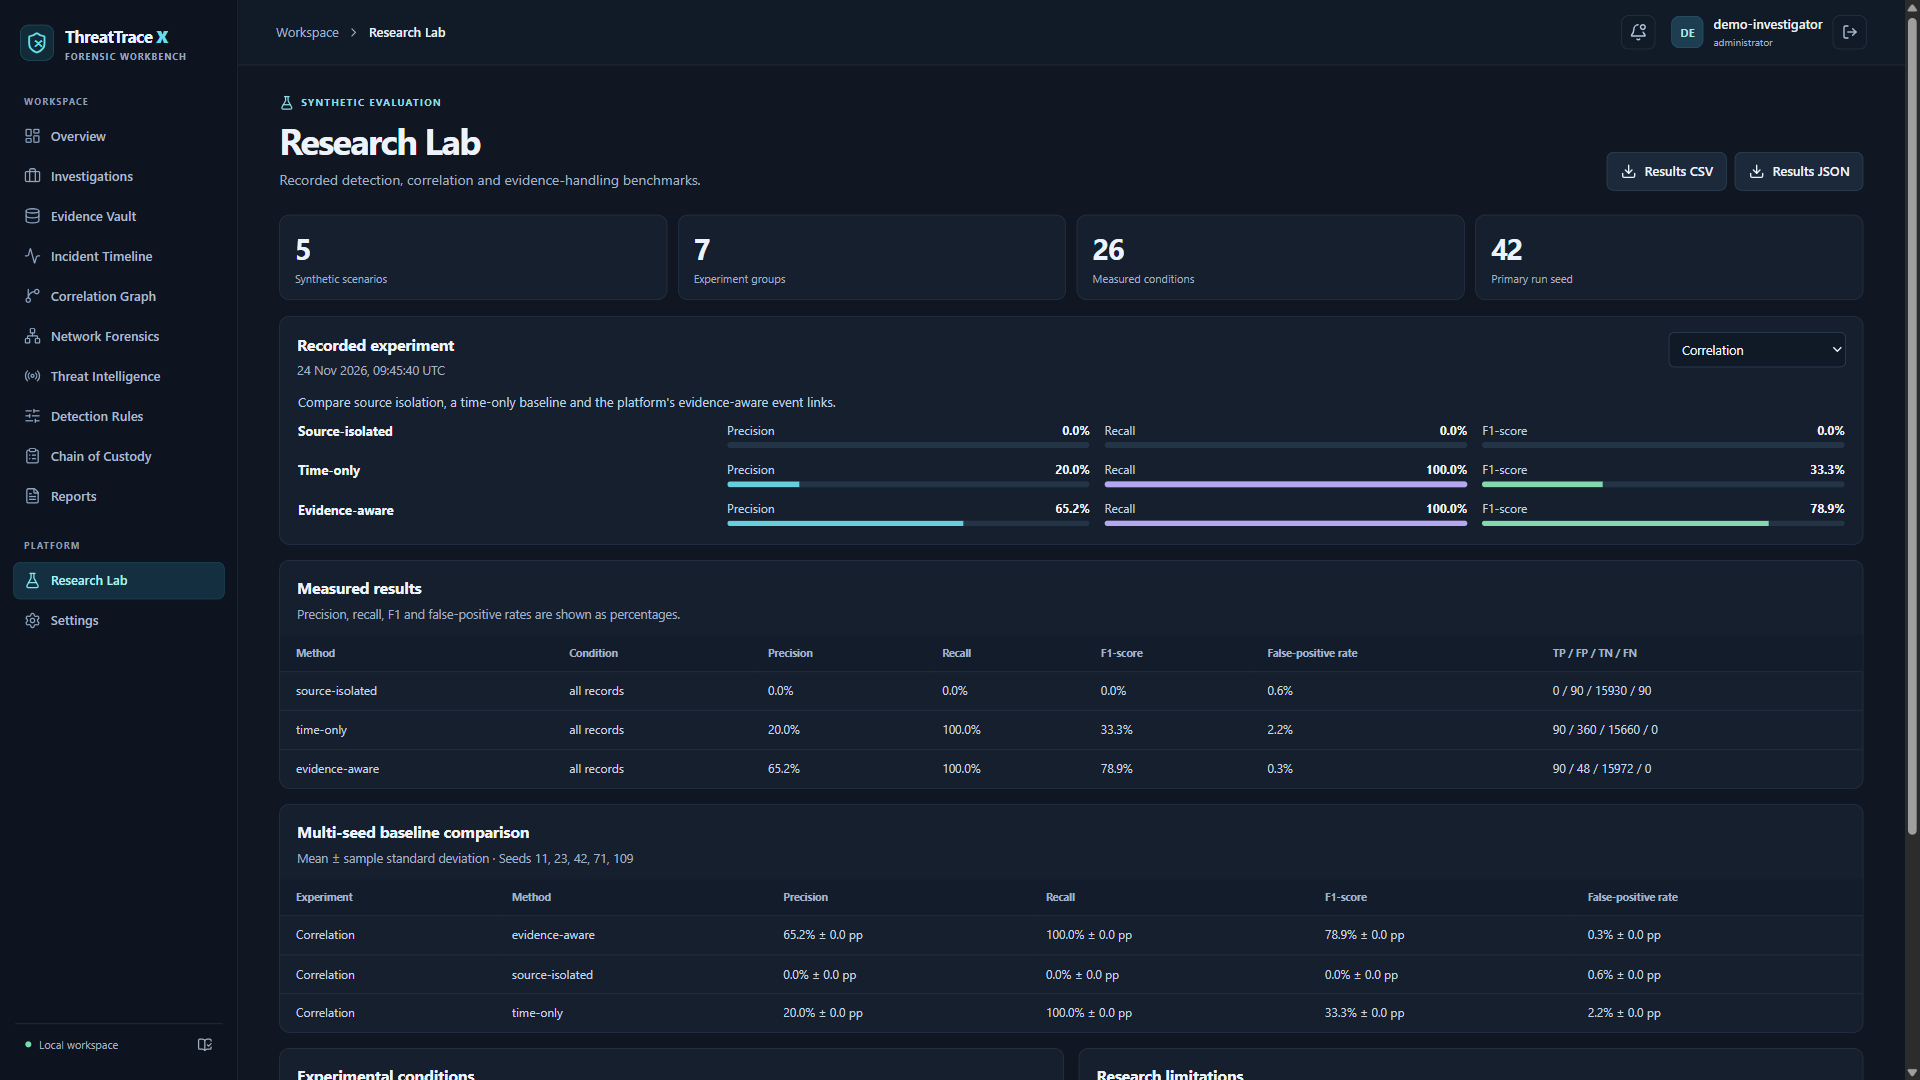 ThreatTrace X
FORENSIC WORKBENCH
WORKSPACE
Overview
Investigations
Evidence Vault
Incident Timeline
Correlation Graph
Network Forensics
Threat Intelligence
Detection Rules
Chain of Custody
Reports
PLATFORM
Research Lab
Settings
Local workspace
Workspace > Research Lab
DE
demo-investigator
administrator
SYNTHETIC EVALUATION
Research Lab
Recorded detection, correlation and evidence-handling benchmarks.
Results CSV
Results JSON
5
Synthetic scenarios
7
Experiment groups
26
Measured conditions
42
Primary run seed
Recorded experiment
24 Nov 2026, 09:45:40 UTC
Correlation
Compare source isolation, a time-only baseline and the platform's evidence-aware event links.
Source-isolated Precision 0.0% Recall 0.0% F1-score 0.0%
Time-only Precision 20.0% Recall 100.0% F1-score 33.3%
Evidence-aware Precision 65.2% Recall 100.0% F1-score 78.9%
Measured results
Precision, recall, F1 and false-positive rates are shown as percentages.
Method Condition Precision Recall F1-score False-positive rate TP / FP / TN / FN
source-isolated all records 0.0% 0.0% 0.0% 0.6% 0 / 90 / 15930 / 90
time-only all records 20.0% 100.0% 33.3% 2.2% 90 / 360 / 15660 / 0
evidence-aware all records 65.2% 100.0% 78.9% 0.3% 90 / 48 / 15972 / 0
Multi-seed baseline comparison
Mean ± sample standard deviation · Seeds 11, 23, 42, 71, 109
Experiment Method Precision Recall F1-score False-positive rate
Correlation evidence-aware 65.2% ± 0.0 pp 100.0% ± 0.0 pp 78.9% ± 0.0 pp 0.3% ± 0.0 pp
Correlation source-isolated 0.0% ± 0.0 pp 0.0% ± 0.0 pp 0.0% ± 0.0 pp 0.6% ± 0.0 pp
Correlation time-only 20.0% ± 0.0 pp 100.0% ± 0.0 pp 33.3% ± 0.0 pp 2.2% ± 0.0 pp
Experimental conditions
Research limitations